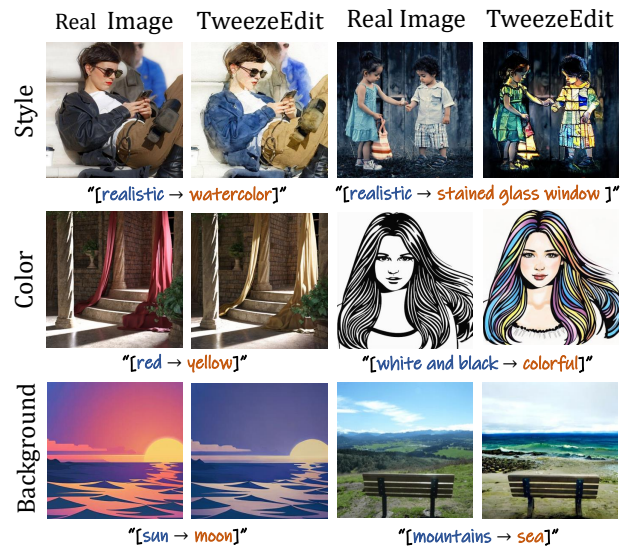 Real Image TweezeEdit Real Image TweezeEdit
Style
"[realistic → watercolor]" "[realistic → stained glass window ]"
Color
"[red → yellow]" "[white and black → colorful]"
Background
"[sun → moon]" "[mountains → sea]"